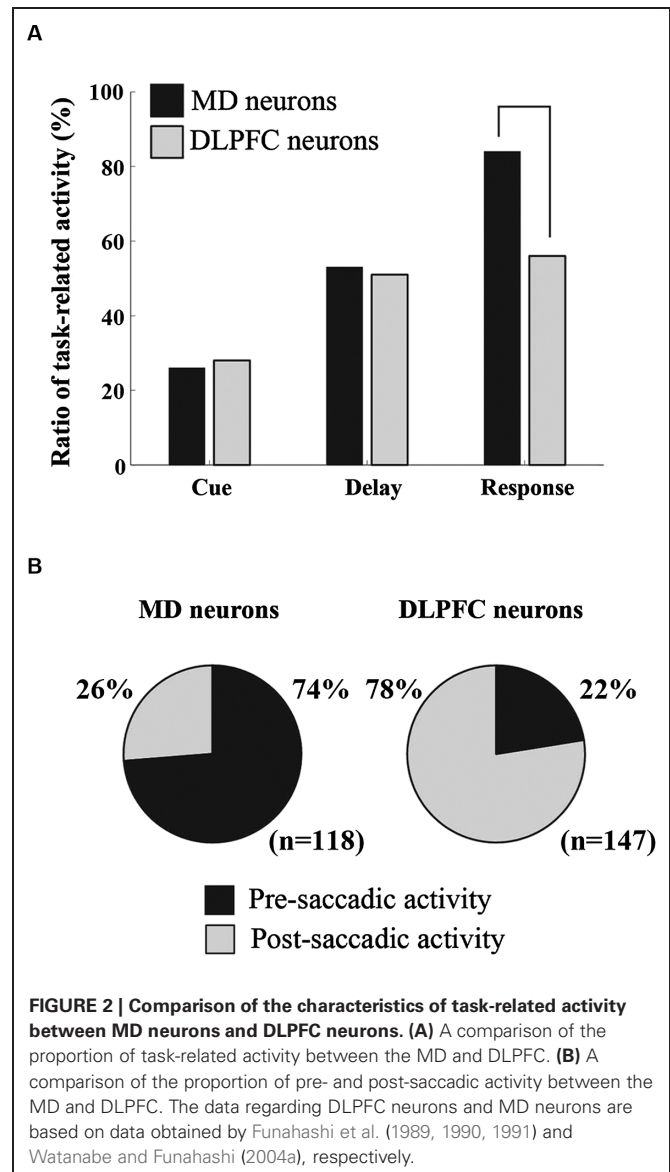 A
Ratio of task-related activity (%)
100
80
60
40
20
0
MD neurons
DLPFC neurons
Cue Delay Response
B
MD neurons DLPFC neurons
26% 74% 78% 22%
(n=118) (n=147)
Pre-saccadic activity
Post-saccadic activity
FIGURE 2 | Comparison of the characteristics of task-related activity
between MD neurons and DLPFC neurons. (A) A comparison of the
proportion of task-related activity between the MD and DLPFC. (B) A
comparison of the proportion of pre- and post-saccadic activity between the
MD and DLPFC. The data regarding DLPFC neurons and MD neurons are
based on data obtained by Funahashi et al. (1989, 1990, 1991) and
Watanabe and Funahashi (2004a), respectively.